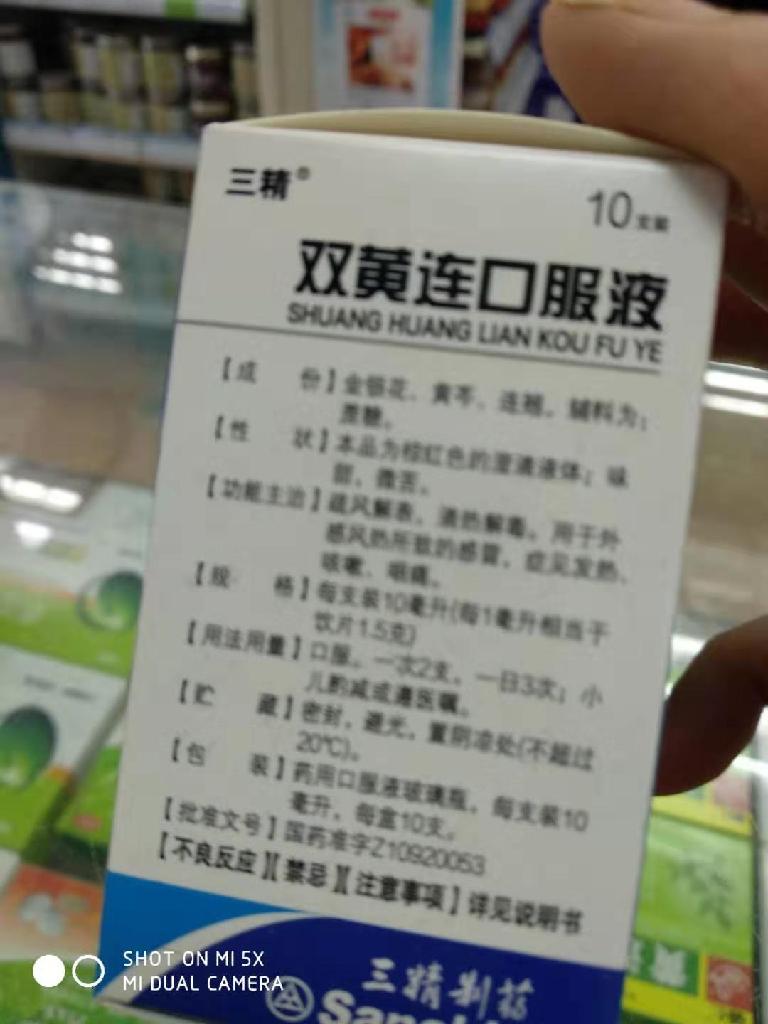 三精®
10支装
双黄连口服液
SHUANG HUANG LIAN KOU FU YE
【成 份】金银花、黄芩、连翘。辅料为:
蔗糖。
【性 状】本品为棕红色的澄清液体;味
甜、微苦。
【功能主治】疏风解表、清热解毒。用于外
感风热所致的感冒,症见发热、
咳嗽、咽痛。
【规 格】每支装10毫升(每1毫升相当于
饮片1.5克)
【用法用量】口服。一次2支,一日3次;小
儿酌减或遵医嘱。
【贮 藏】密封,避光,置阴凉处(不超过
20℃)。
【包 装】药用口服液玻璃瓶,每支装10
毫升,每盒10支。
【批准文号】国药准字Z10920053
【不良反应】【禁忌】【注意事项】详见说明书
三精制药
SHOT ON MI 5X
MI DUAL CAMERA